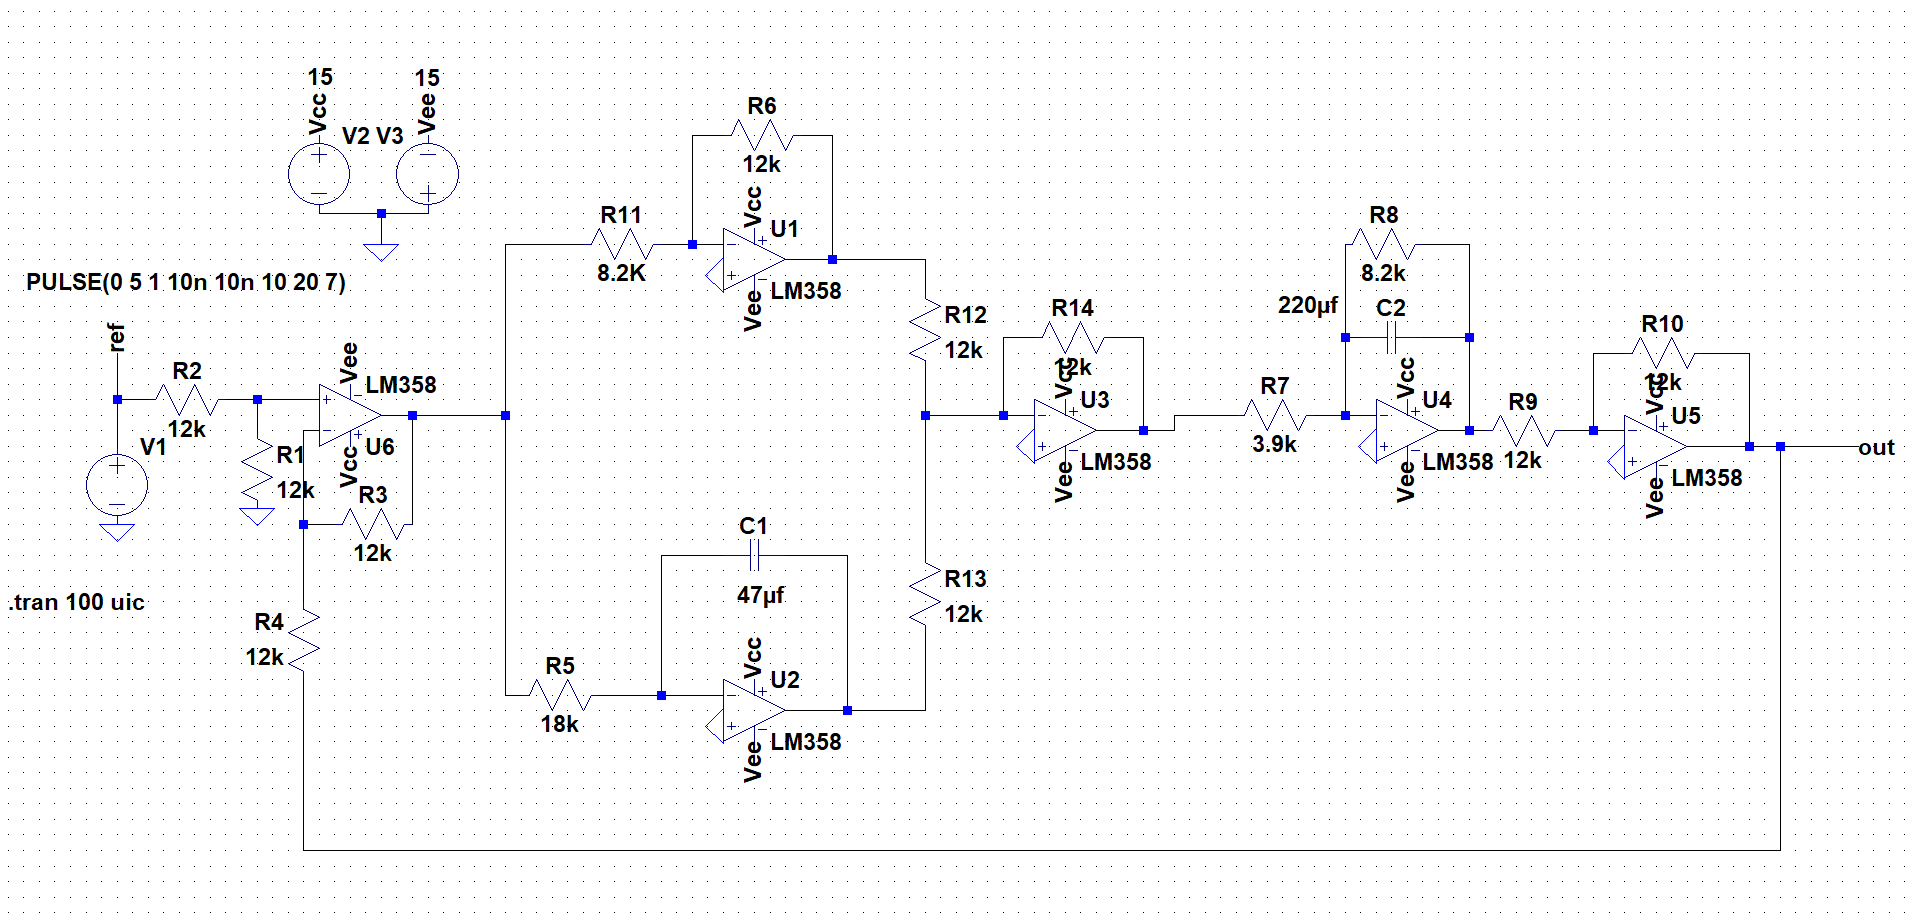 15
15
Vcc
Vee
V2
V3
R6
12k
Vcc
U1
R11
8.2K
LM358
Vee
PULSE(0 5 1 10n 10n 10 20 7)
ref
R2
12k
V1
R1
12k
Vee
LM358
U6
Vcc
R3
12k
R4
12k
.tran 100 uic
R12
12k
R14
12k
Vcc
U3
LM358
Vee
R7
3.9k
R8
8.2k
220µf
C2
Vcc
U4
LM358
Vee
R9
12k
R10
12k
Vcc
U5
LM358
Vee
out
C1
47µf
R13
12k
R5
18k
Vcc
U2
LM358
Vee